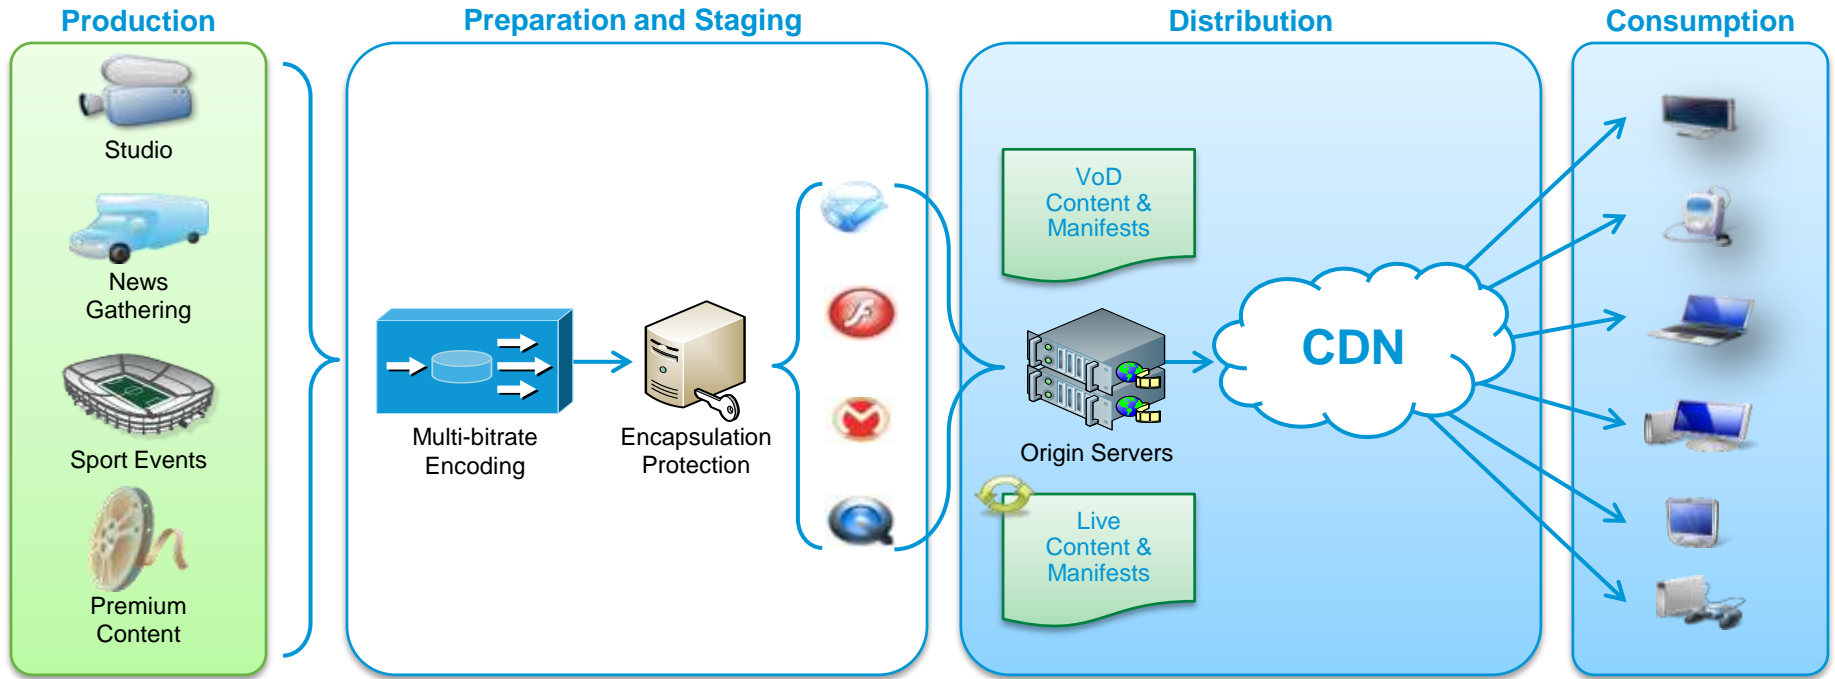 Production
Preparation and Staging
Distribution
Consumption
Studio
News
Gathering
Sport Events
Premium
Content
Multi-bitrate
Encoding
Encapsulation
Protection
VoD
Content &
Manifests
Origin Servers
Live
Content &
Manifests
CDN